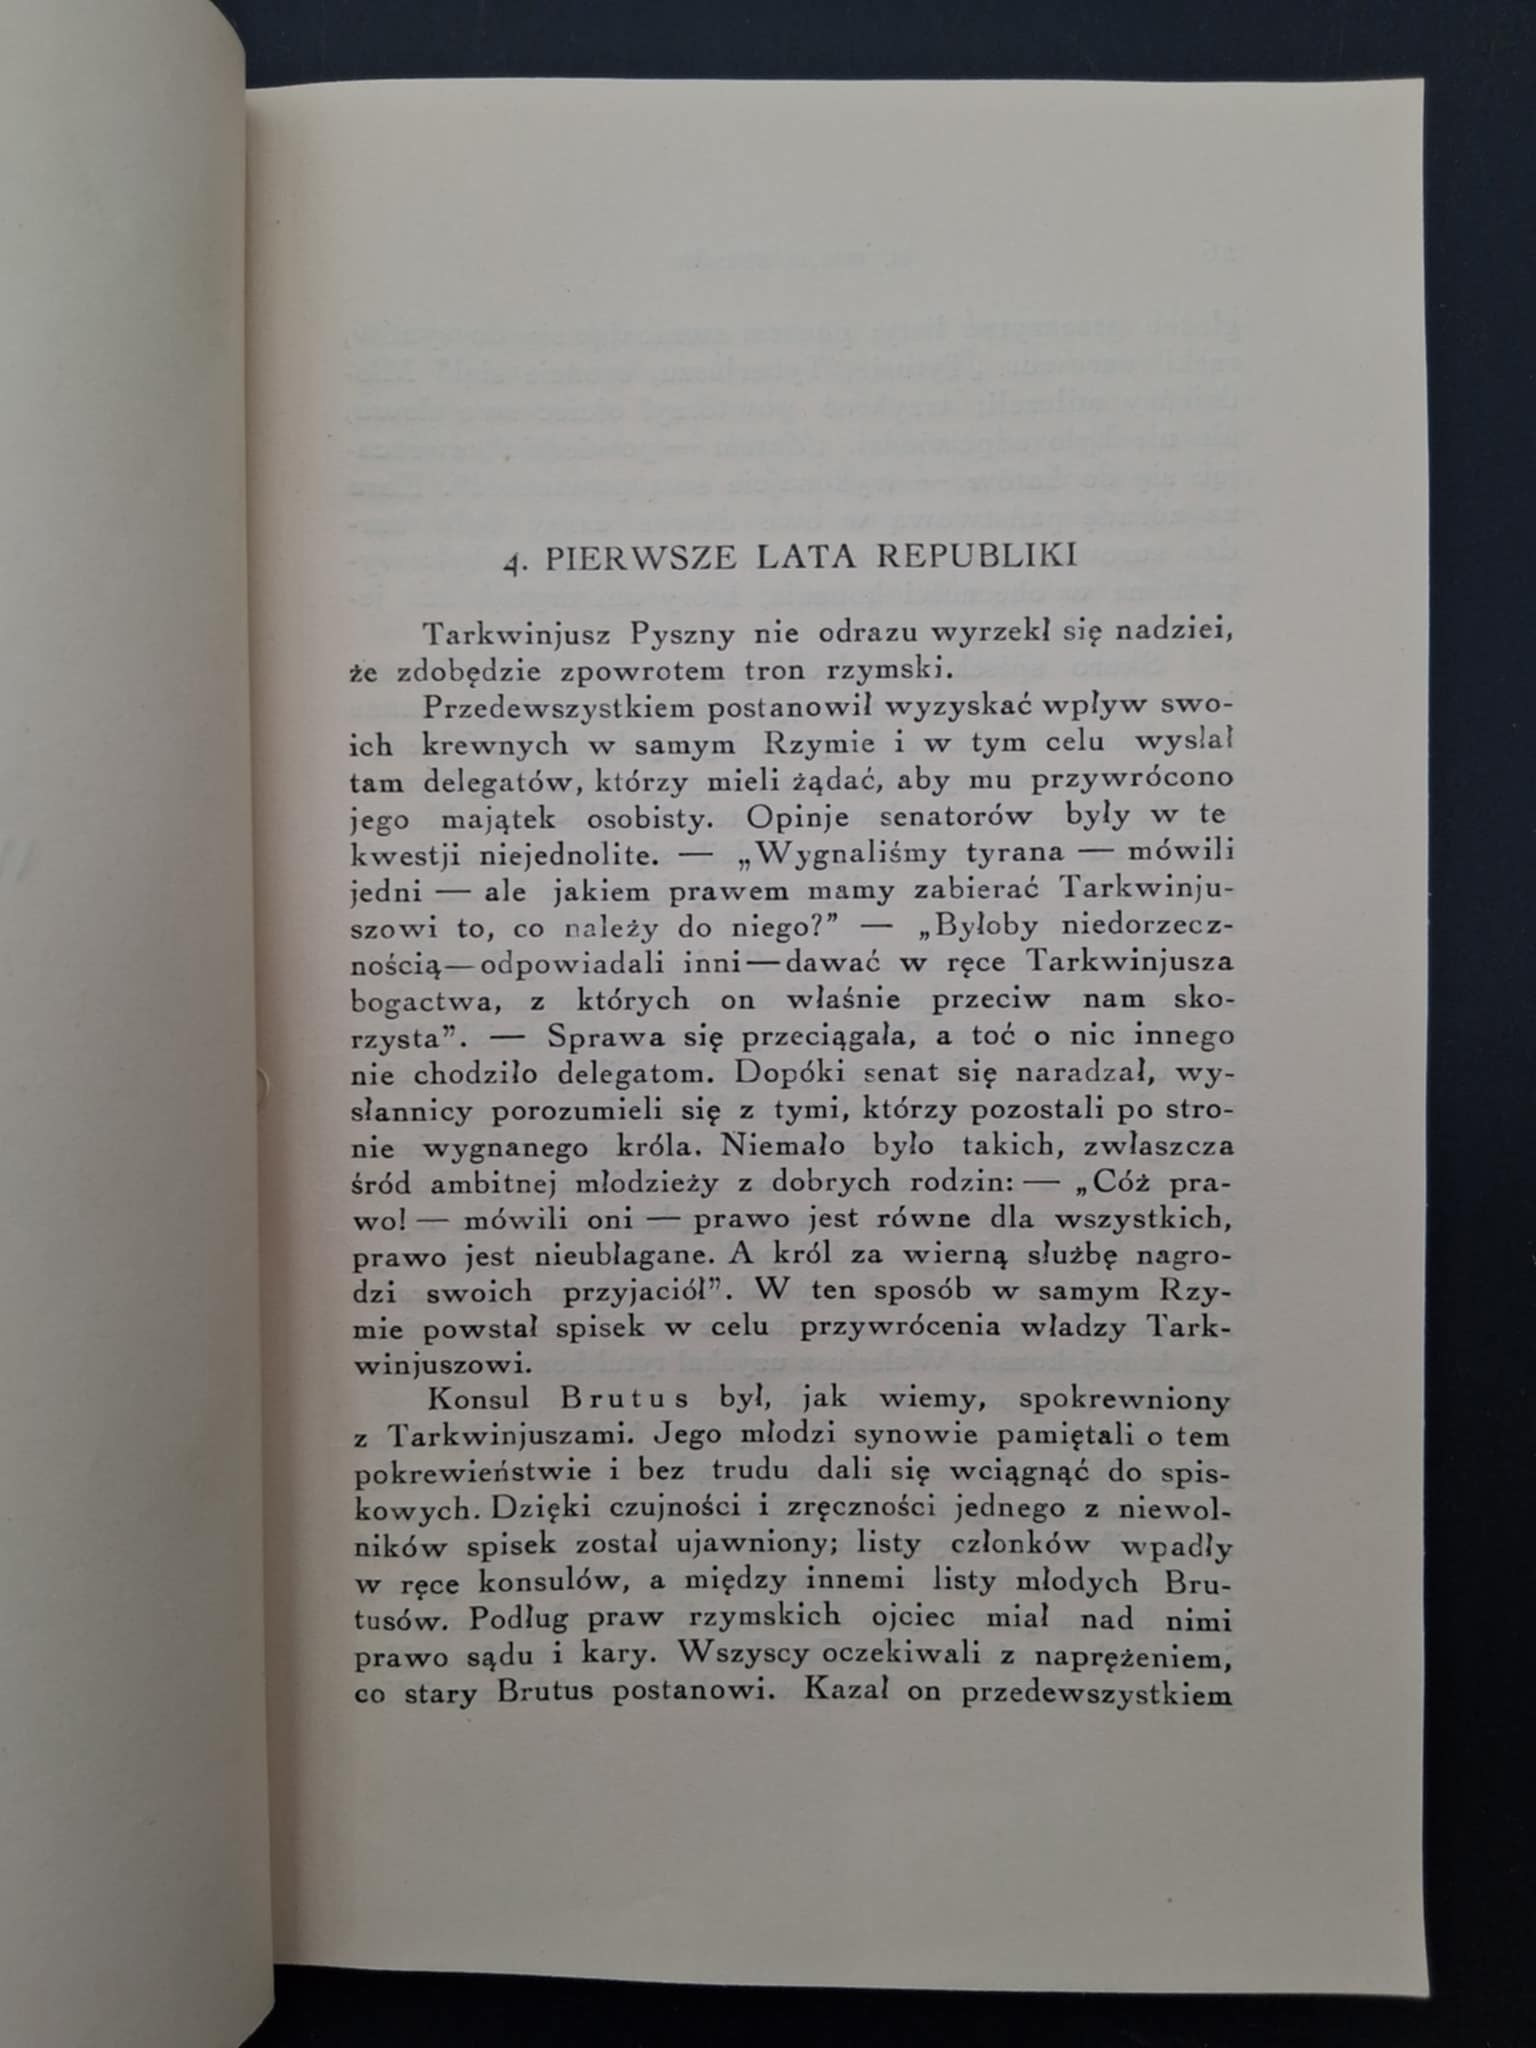 4. PIERWSZE LATA REPUBLIKI
Tarkwinjusz Pyszny nie odrazu wyrzekł się nadziei,
że zdobędzie zpowrotem tron rzymski.
Przedewszystkiem postanowił wyzyskać wpływ swo-
ich krewnych w samym Rzymie i w tym celu wysłał
tam delegatów, którzy mieli żądać, aby mu przywrócono
jego majątek osobisty. Opinje senatorów były w te
kwestji niejednolite. — „Wygnaliśmy tyrana — mówili
jedni — ale jakiem prawem mamy zabierać Tarkwinju-
szowi to, co należy do niego?” — „Byłoby niedorzecz-
nością — odpowiadali inni — dawać w ręce Tarkwinjusza
bogactwa, z których on właśnie przeciw nam sko-
rzysta”. — Sprawa się przeciągała, a toć o nic innego
nie chodziło delegatom. Dopóki senat się naradzał, wy-
słannicy porozumieli się z tymi, którzy pozostali po stro-
nie wygnanego króla. Niemało było takich, zwłaszcza
śród ambitnej młodzieży z dobrych rodzin: — „Cóż pra-
wo! — mówili oni — prawo jest równe dla wszystkich,
prawo jest nieubłagane. A król za wierną służbę nagro-
dzi swoich przyjaciół”. W ten sposób w samym Rzy-
mie powstał spisek w celu przywrócenia władzy Tark-
winjuszowi.
Konsul Brutus był, jak wiemy, spokrewniony
z Tarkwinjuszami. Jego młodzi synowie pamiętali o tem
pokrewieństwie i bez trudu dali się wciągnąć do spis-
kowych. Dzięki czujności i zręczności jednego z niewol-
ników spisek został ujawniony; listy członków wpadły
w ręce konsulów, a między innemi listy młodych Bru-
tusów. Podług praw rzymskich ojciec miał nad nimi
prawo sądu i kary. Wszyscy oczekiwali z naprężeniem,
co stary Brutus postanowi. Kazał on przedewszystkiem